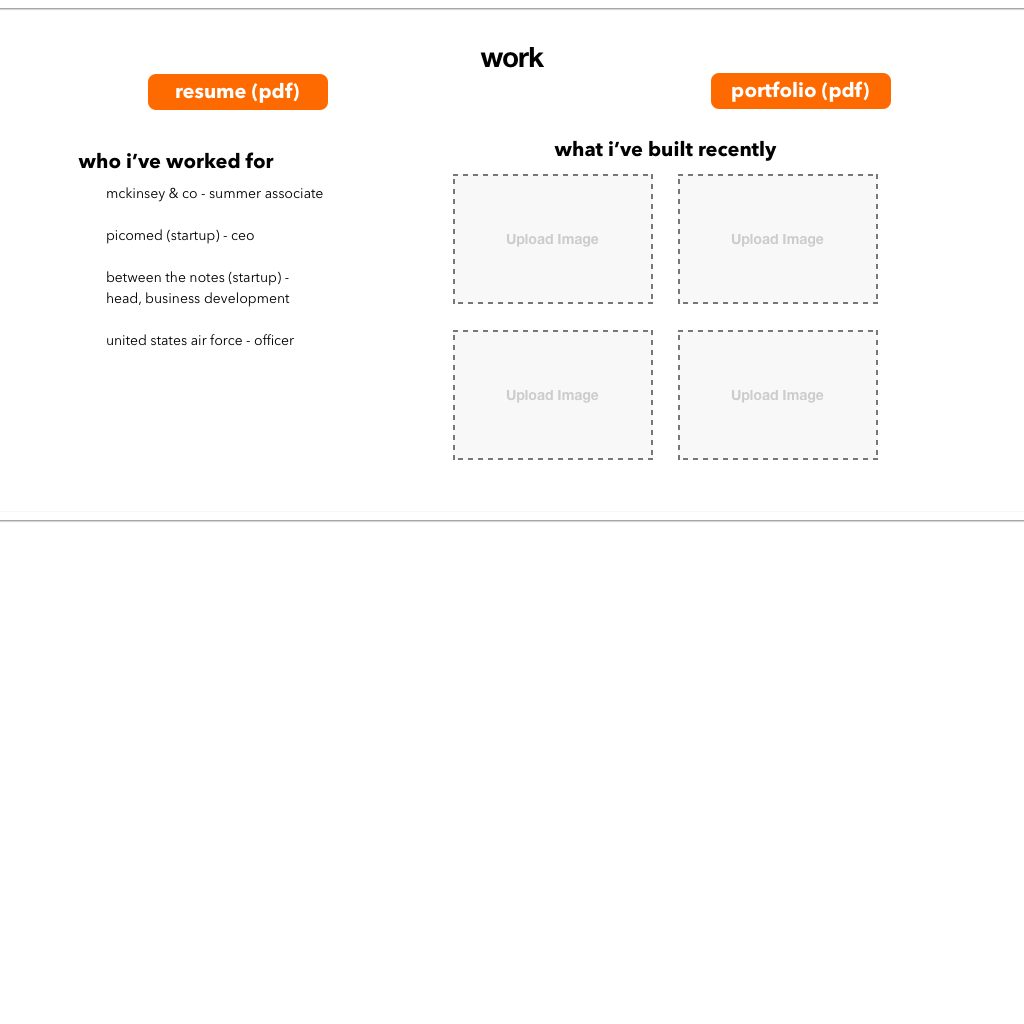 work
resume (pdf)
portfolio (pdf)
who i’ve worked for
mckinsey & co - summer associate
picomed (startup) - ceo
between the notes (startup) -
head, business development
united states air force - officer
what i’ve built recently
Upload Image
Upload Image
Upload Image
Upload Image